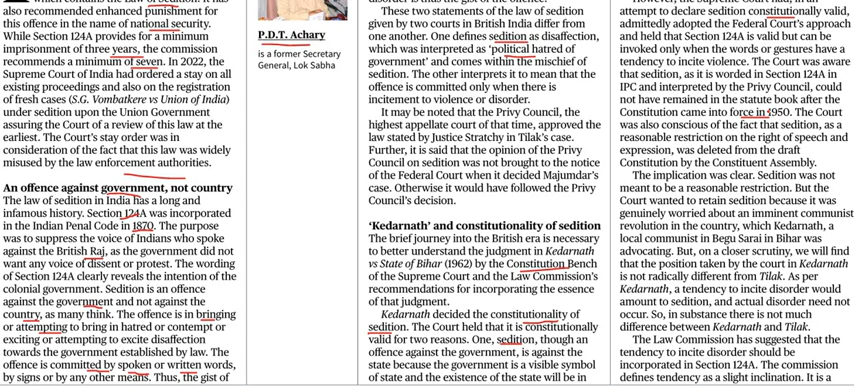 which contains the law of sedition. It has
also recommended enhanced punishment for
this offence in the name of national security.
While Section 124A provides for a minimum
imprisonment of three years, the commission
recommends a minimum of seven. In 2022, the
Supreme Court of India had ordered a stay on all
existing proceedings and also on the registration
of fresh cases (S.G. Vombatkere vs Union of India)
under sedition upon the Union Government
assuring the Court of a review of this law at the
earliest. The Court's stay order was in
consideration of the fact that this law was widely
misused by the law enforcement authorities.
An offence against government, not country
The law of sedition in India has a long and
infamous history. Section 124A was incorporated
in the Indian Penal Code in 1870. The purpose
was to suppress the voice of Indians who spoke
against the British Raj, as the government did not
want any voice of dissent or protest. The wording
of Section 124A clearly reveals the intention of the
colonial government. Sedition is an offence
against the government and not against the
country, as many think. The offence is in bringing
or attempting to bring in hatred or contempt or
exciting or attempting to excite disaffection
towards the government established by law. The
offence is committed by spoken or written words,
by signs or by any other means. Thus, the gist of
P.D.T. Achary
is a former Secretary
General, Lok Sabha
These two statements of the law of sedition
given by two courts in British India differ from
one another. One defines sedition as disaffection,
which was interpreted as 'political hatred of
government' and comes within the mischief of
sedition. The other interprets it to mean that the
offence is committed only when there is
incitement to violence or disorder.
It may be noted that the Privy Council, the
highest appellate court of that time, approved the
law stated by Justice Stratchy in Tilak's case.
Further, it is said that the opinion of the Privy
Council on sedition was not brought to the notice
of the Federal Court when it decided Majumdar's
case. Otherwise it would have followed the Privy
Council's decision.
'Kedarnath' and constitutionality of sedition
The brief journey into the British era is necessary
to better understand the judgment in Kedarnath
vs State of Bihar (1962) by the Constitution Bench
of the Supreme Court and the Law Commission's
recommendations for incorporating the essence
of that judgment.
Kedarnath decided the constitutionality of
sedition. The Court held that it is constitutionally
valid for two reasons. One, sedition, though an
offence against the government, is against the
state because the government is a visible symbol
of state and the existence of the state will be in
attempt to declare sedition constitutionally valid,
admittedly adopted the Federal Court's approach
and held that Section 124A is valid but can be
invoked only when the words or gestures have a
tendency to incite violence. The Court was aware
that sedition, as it is worded in Section 124A in
IPC and interpreted by the Privy Council, could
not have remained in the statute book after the
Constitution came into force in 1950. The Court
was also conscious of the fact that sedition, as a
reasonable restriction on the right of speech and
expression, was deleted from the draft
Constitution by the Constituent Assembly.
The implication was clear. Sedition was not
meant to be a reasonable restriction. But the
Court wanted to retain sedition because it was
genuinely worried about an imminent communist
revolution in the country, which Kedarnath, a
local communist in Begu Sarai in Bihar was
advocating. But, on a closer scrutiny, we will find
that the position taken by the court in Kedarnath
is not radically different from Tilak. As per
Kedarnath, a tendency to incite disorder would
amount to sedition, and actual disorder need not
occur. So, in substance there is not much
difference between Kedarnath and Tilak.
The Law Commission has suggested that the
tendency to incite disorder should be
incorporated in Section 124A. The commission
defines tendency as a slight inclination. It is a